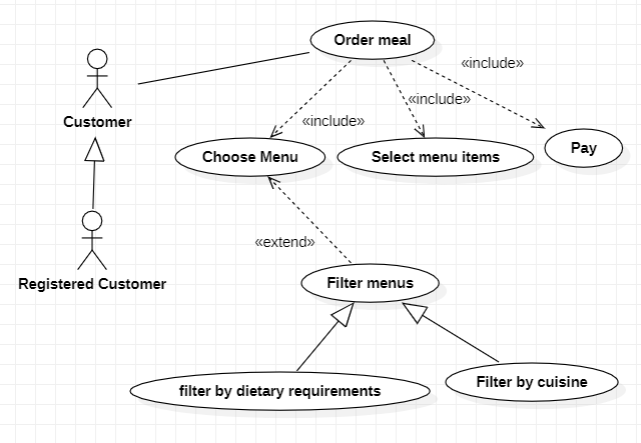 Order meal
«include»
«include»
Customer
«include»
Choose Menu
Select menu items
Pay
«extend»
Registered Customer
Filter menus
filter by dietary requirements
Filter by cuisine